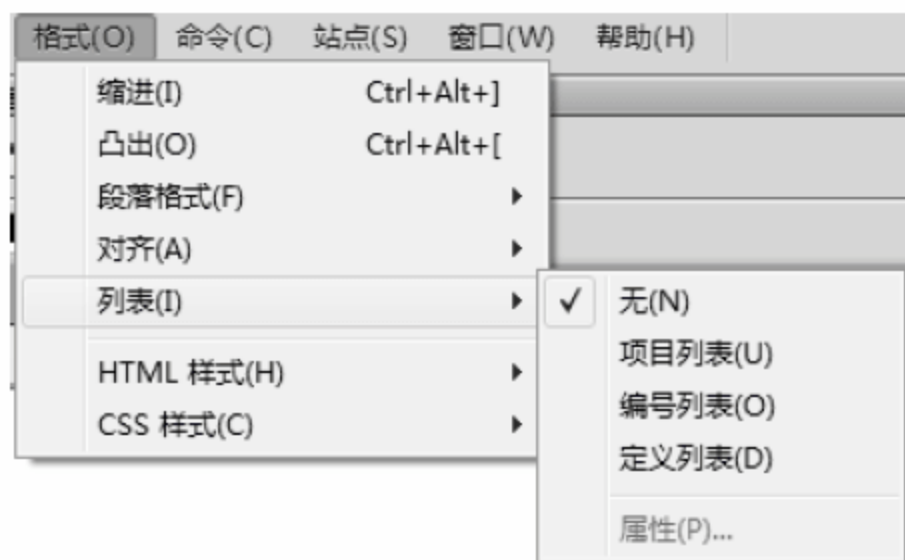 格式(O) 命令(C) 站点(S) 窗口(W) 帮助(H)
缩进(I) Ctrl+Alt+]
凸出(O) Ctrl+Alt+[
段落格式(F)
对齐(A)
列表(I)
无(N)
项目列表(U)
编号列表(O)
定义列表(D)
属性(P)...
HTML 样式(H)
CSS 样式(C)